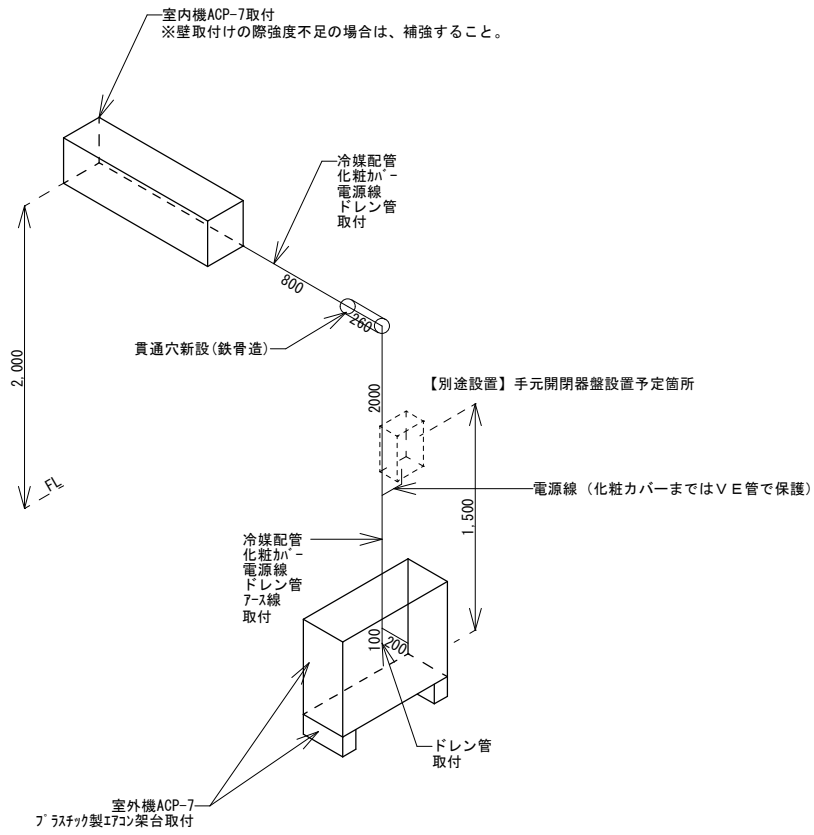 室内機ACP-7取付
※壁取付けの際強度不足の場合は、補強すること。
冷媒配管
化粧ｶﾊﾞｰ
電源線
ドレン管
取付
800
260
貫通穴新設(鉄骨造)
2,000
FL
2000
【別途設置】手元開閉器盤設置予定箇所
電源線（化粧カバーまではＶＥ管で保護）
1,500
冷媒配管
化粧ｶﾊﾞｰ
電源線
ドレン管
ｱｰｽ線
取付
100
200
ドレン管
取付
室外機ACP-7
ﾌﾟﾗｽﾁｯｸ製ｴｱｺﾝ架台取付